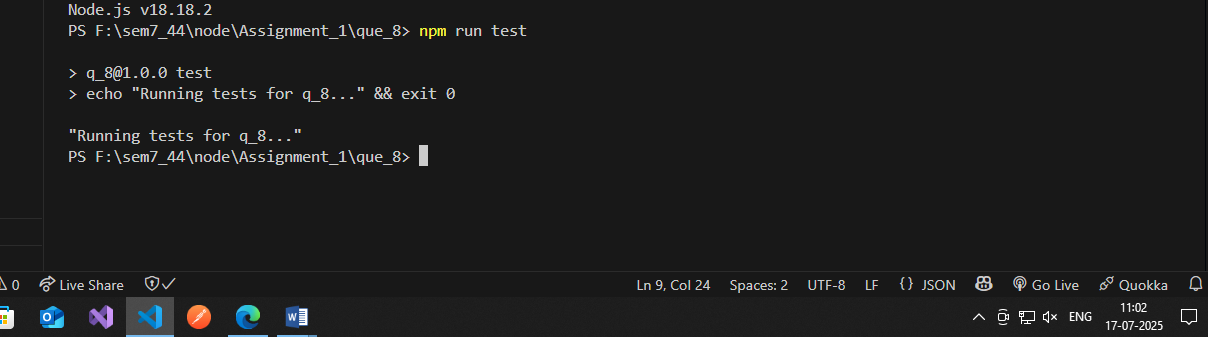 Node.js v18.18.2
PS F:\sem7_44\node\Assignment_1\que_8> npm run test
> q_8@1.0.0 test
> echo "Running tests for q_8..." && exit 0
"Running tests for q_8..."
PS F:\sem7_44\node\Assignment_1\que_8>
0 Live Share Ln 9, Col 24 Spaces: 2 UTF-8 LF {} JSON Go Live Quokka
ENG 11:02
17-07-2025